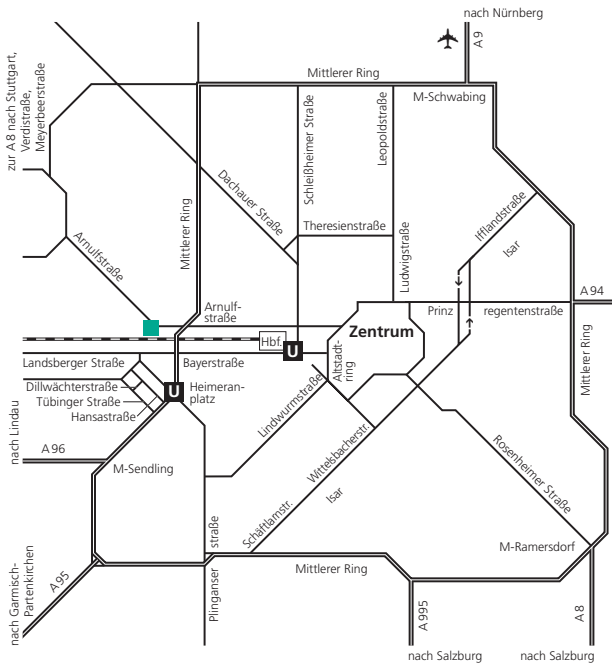 nach Nürnberg
A 9
zur A 8 nach Stuttgart,
Verdistraße,
Meyerbeerstraße
Mittlerer Ring
M-Schwabing
Schleißheimer Straße
Leopoldstraße
Dachauer Straße
Mittlerer Ring
Theresienstraße
Ludwigstraße
Ifflandstraße
Isar
Arnulfstraße
A 94
Arnulf-
straße
Prinz
regentenstraße
Zentrum
Hbf.
U
Altstadt-
ring
Mittlerer Ring
Landsberger Straße
Bayerstraße
Dillwächterstraße
Tübinger Straße
Hansastraße
U
Heimeran-
platz
Lindwurmstraße
nach Lindau
A 96
M-Sendling
Wittelsbacherstr.
Schäftlarnstr.
Isar
Rosenheimer Straße
M-Ramersdorf
straße
Plinganser
Mittlerer Ring
nach Garmisch-
Partenkirchen
A 95
A 995
A 8
nach Salzburg
nach Salzburg